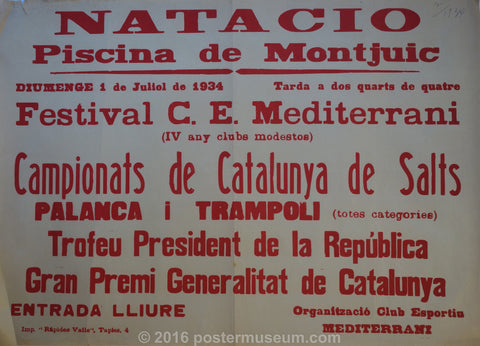 NATACIO
Piscina de Montjuic
DIUMENGE 1 de Juliol de 1934 Tarda a dos quarts de quatre
Festival C. E. Mediterrani
(IV any clubs modestos)
Campionats de Catalunya de Salts
PALANCA i TRAMPOLI (totes categories)
Trofeu President de la República
Gran Premi Generalitat de Catalunya
ENTRADA LLIURE
Organització Club Esportiu
MEDITERRANI
Imp. "Ràpides Valls", Tapies, 4
© 2016 postermuseum.com